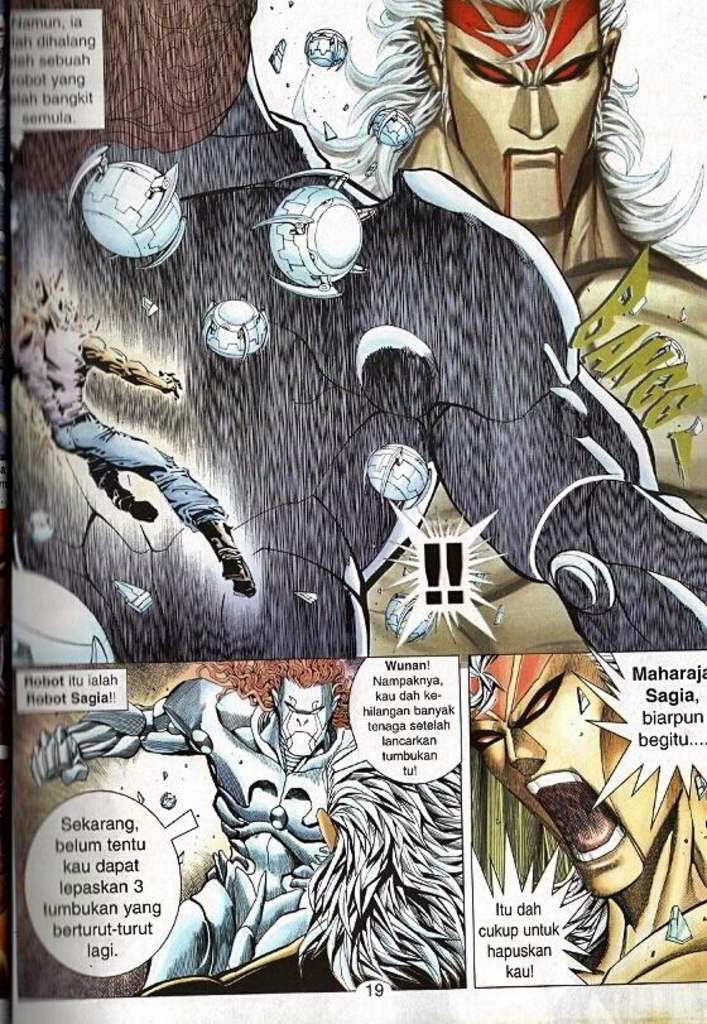 Namun, ia
dihalang
sebuah
robot yang
bangkit
semula.
BANGG
!!
Robot itu ialah
Robot Sagia!!
Wunan!
Nampaknya,
kau dah ke-
hilangan banyak
tenaga setelah
lancarkan
tumbukan
tu!
Sekarang,
belum tentu
kau dapat
lepaskan 3
tumbukan yang
berturut-turut
lagi.
Maharaja
Sagia,
biarpun
begitu....
Itu dah
cukup untuk
hapuskan
kau!
19